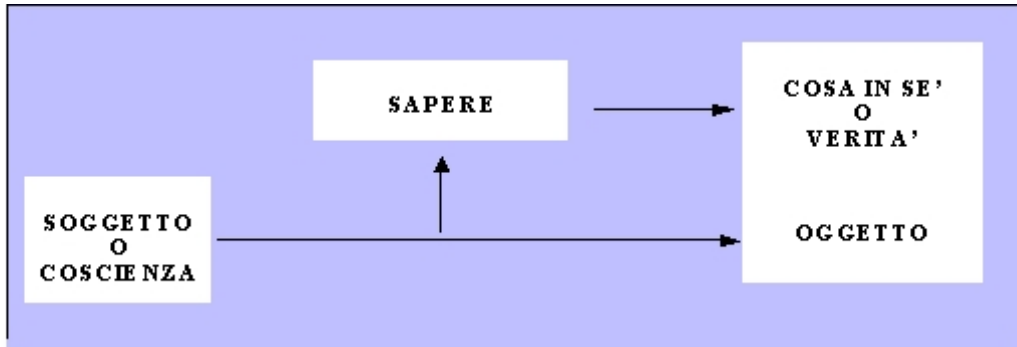 SAPERE
COSA IN SE'
O
VERITA'
SOGGETTO
O
COSCIENZA
OGGETTO